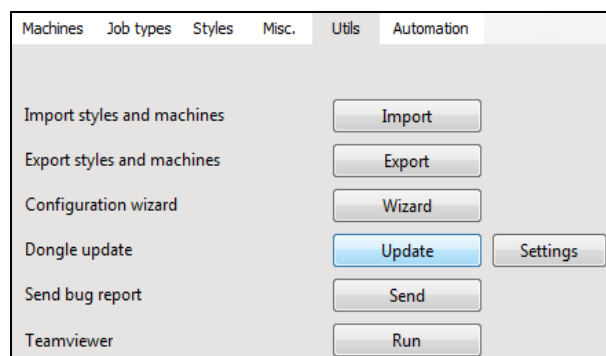 Machines Job types Styles Misc. Utils Automation
Import styles and machines Import
Export styles and machines Export
Configuration wizard Wizard
Dongle update Update Settings
Send bug report Send
Teamviewer Run